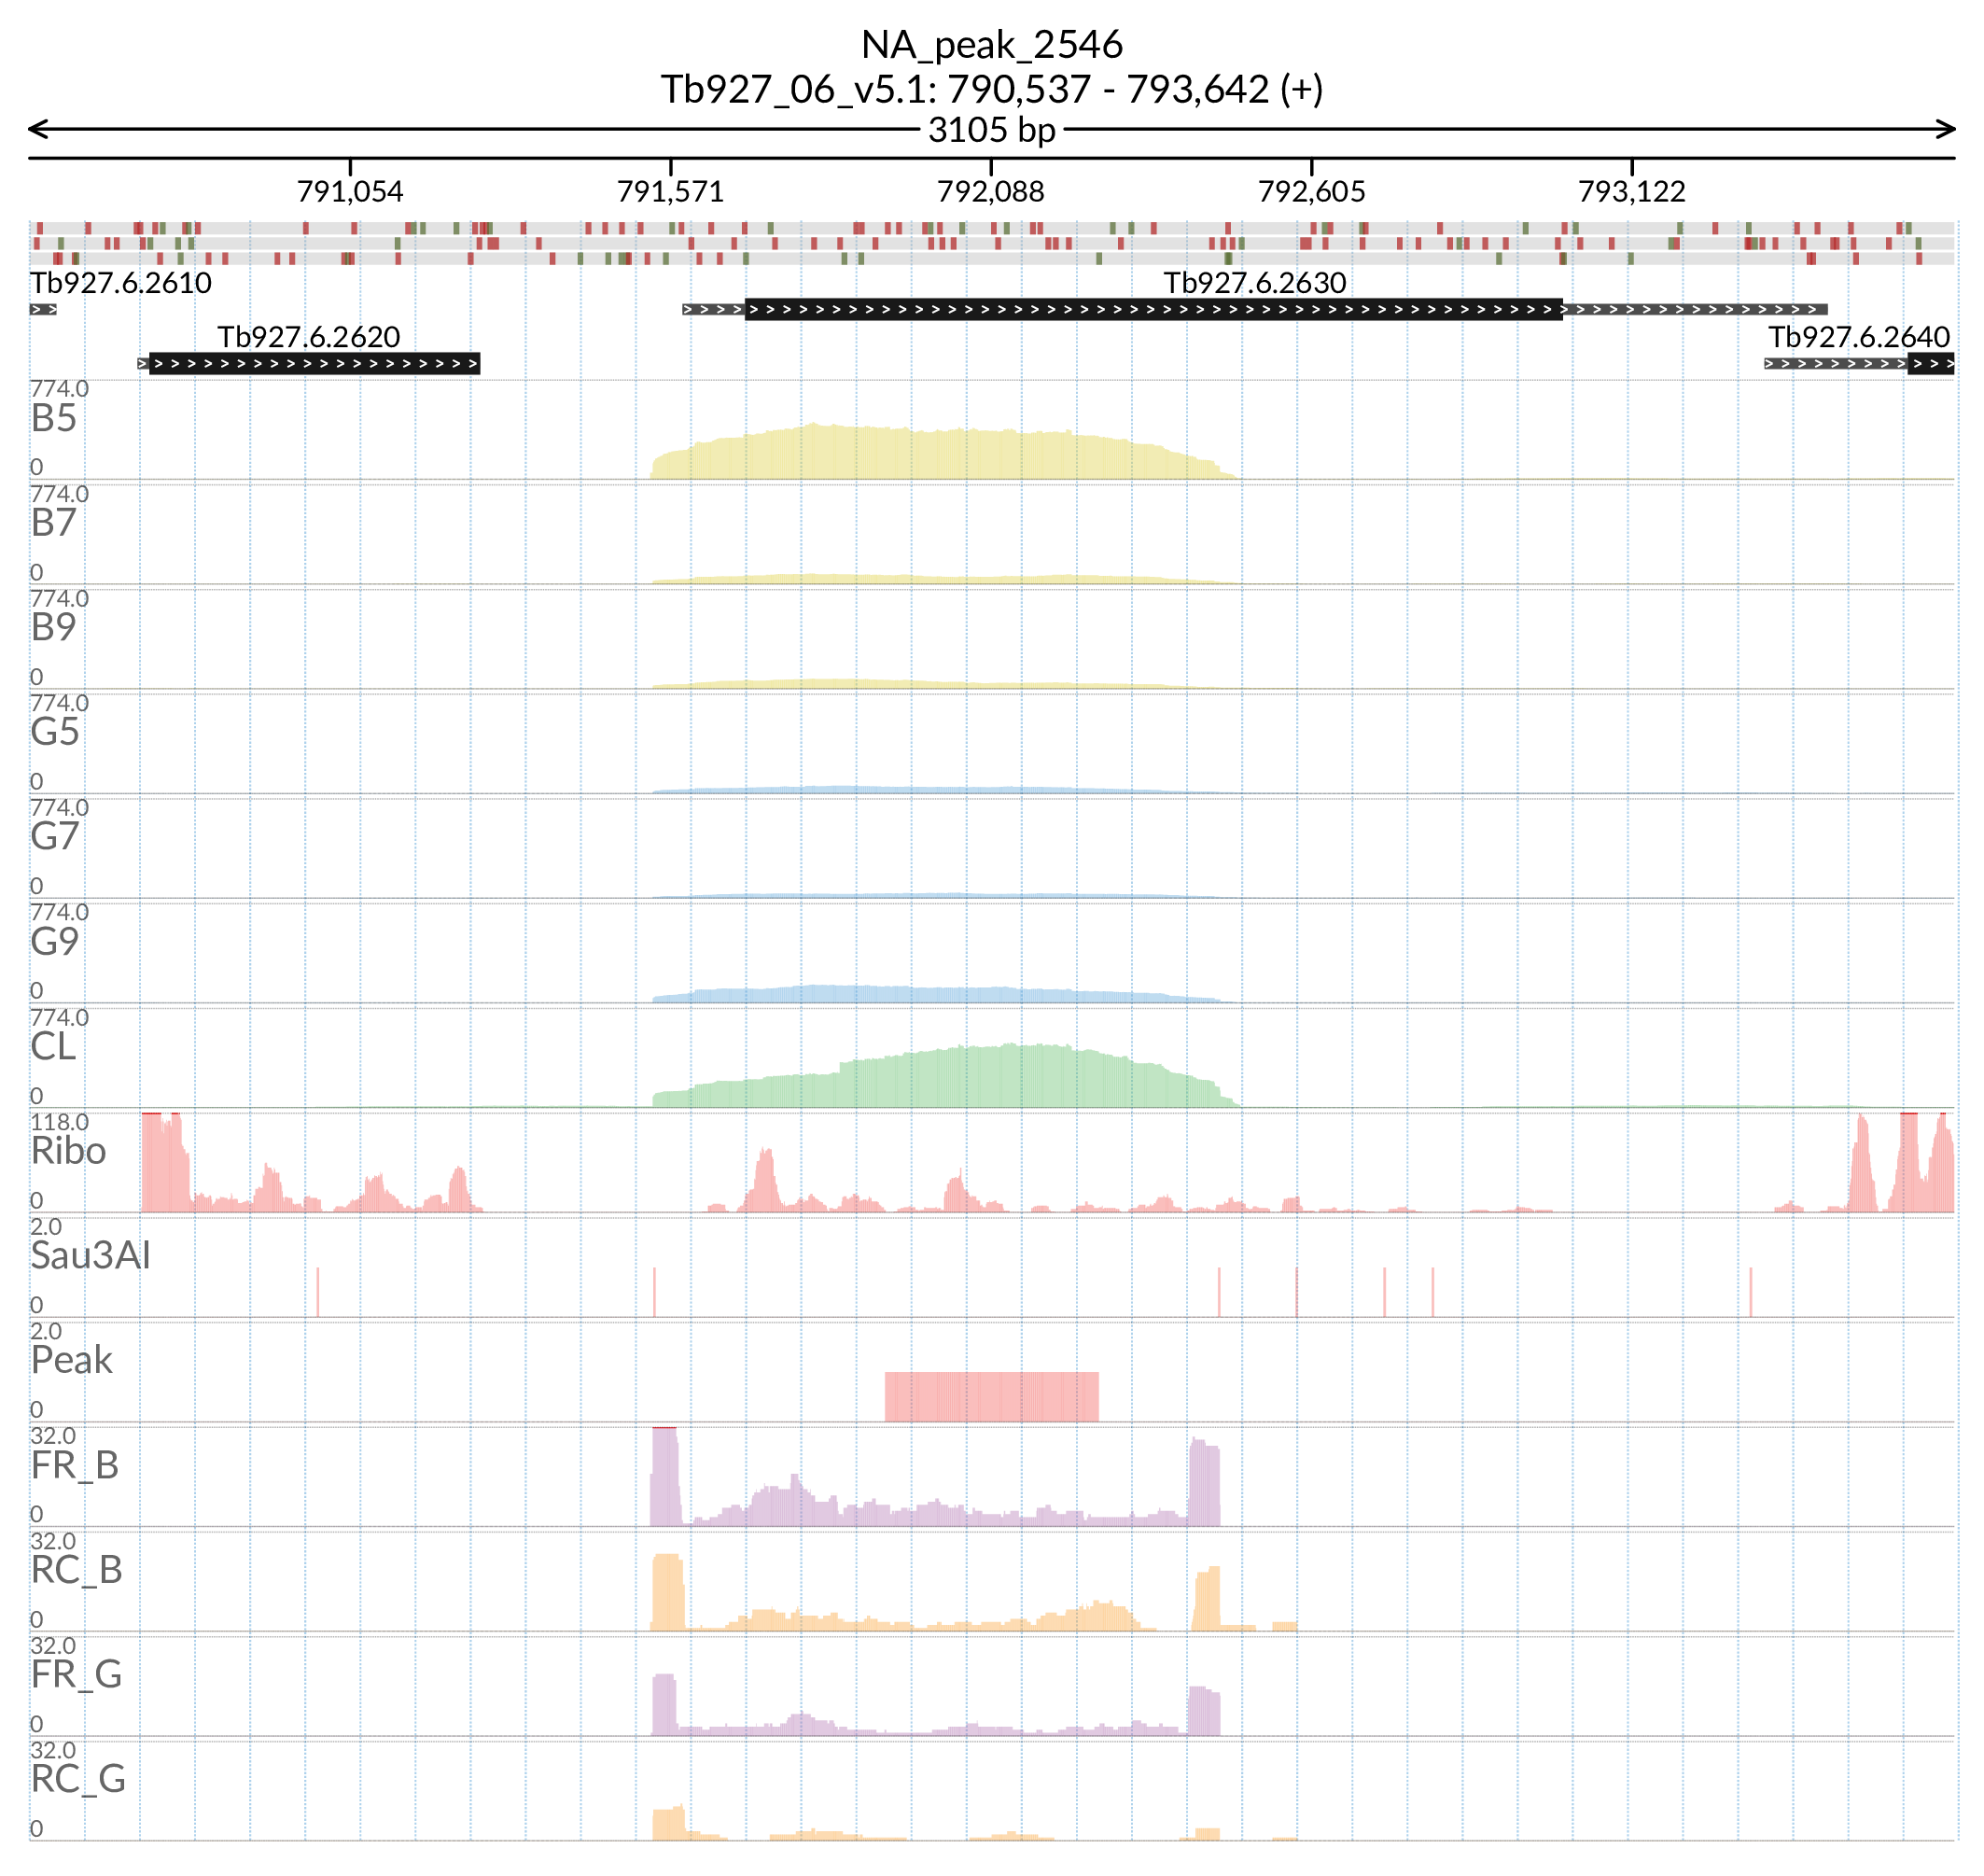 NA_peak_2546
Tb927_06_v5.1: 790,537 - 793,642 (+)
3105 bp
791,054 791,571 792,088 792,605 793,122
Tb927.6.2610 Tb927.6.2630
Tb927.6.2620 Tb927.6.2640
774.0
B5
0
774.0
B7
0
774.0
B9
0
774.0
G5
0
774.0
G7
0
774.0
G9
0
774.0
CL
0
118.0
Ribo
0
2.0
Sau3AI
0
2.0
Peak
0
32.0
FR_B
0
32.0
RC_B
0
32.0
FR_G
0
32.0
RC_G
0